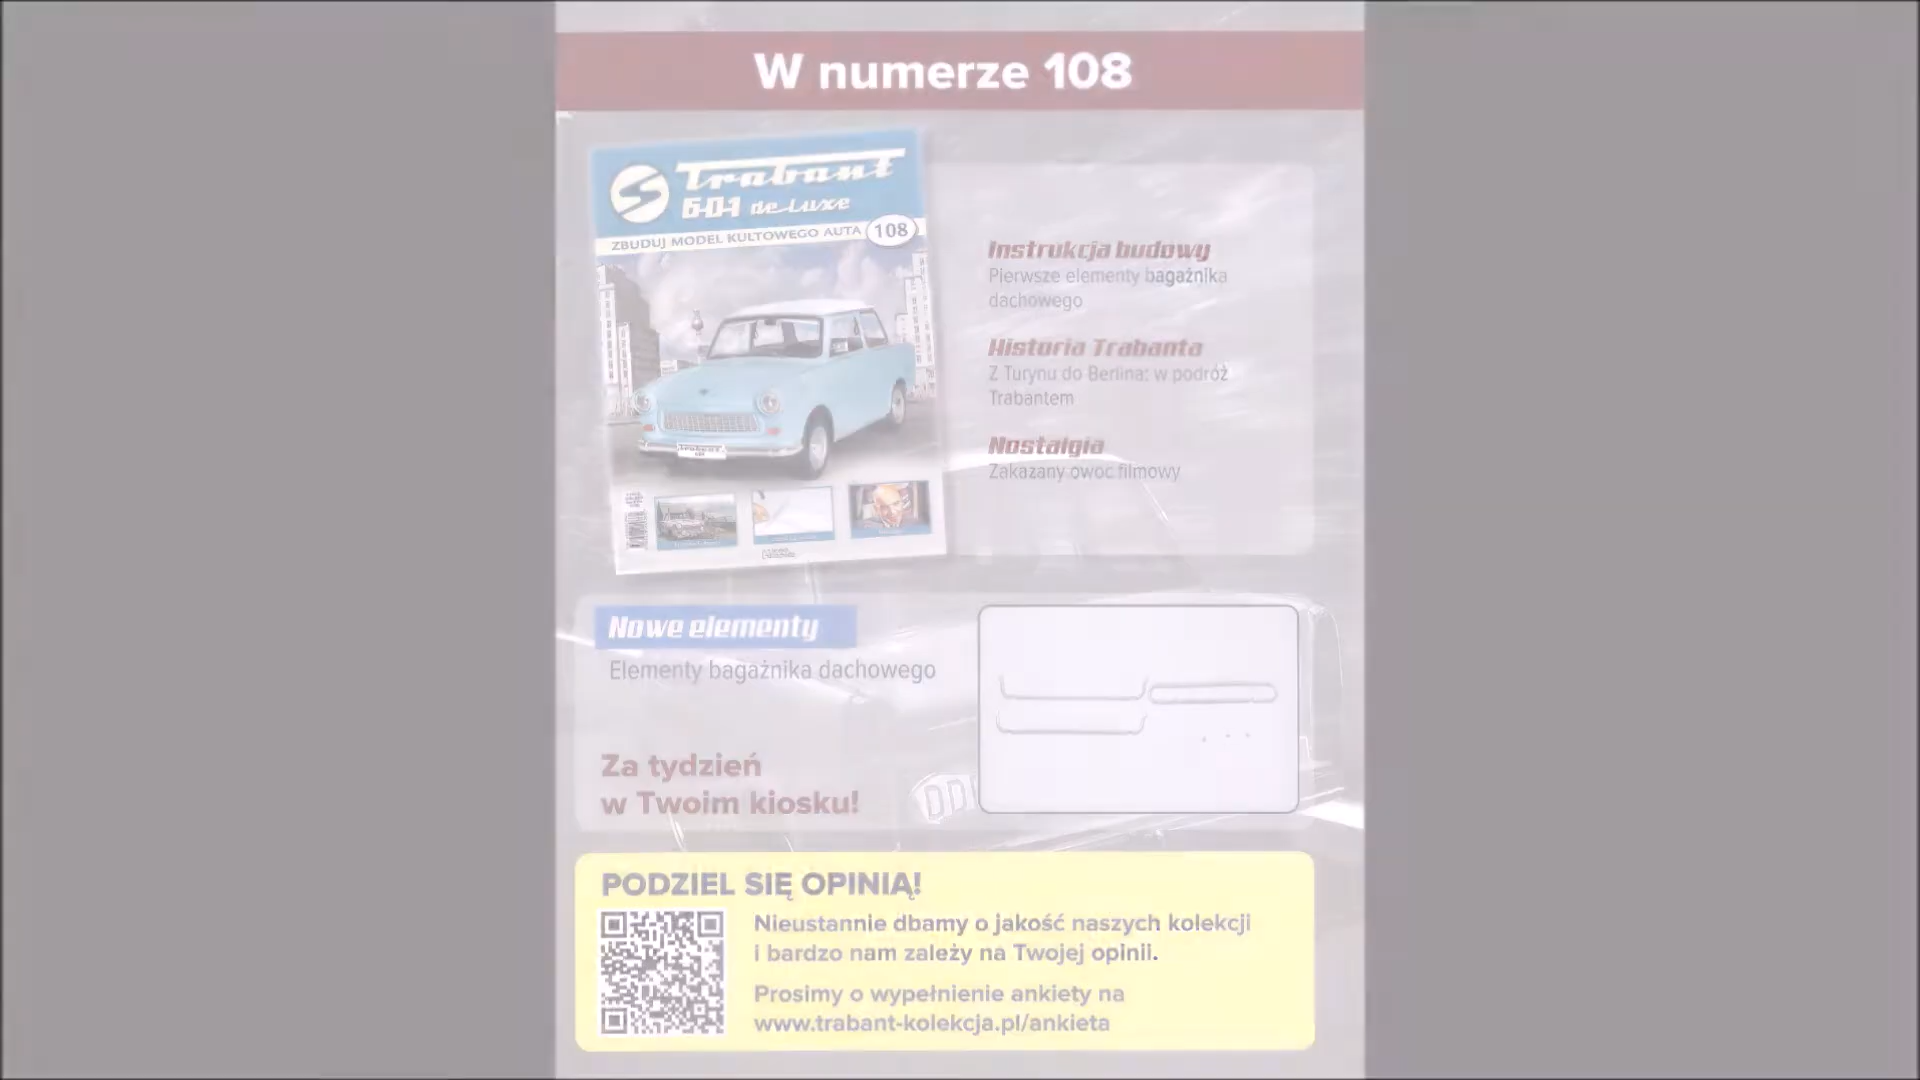 W numerze 108
Trabant
601 de Luxe
ZBUDUJ MODEL KULTOWEGO AUTA 108
Instrukcja budowy
Pierwsze elementy bagażnika
dachowego
Historia Trabanta
Z Turynu do Berlina: w podróż
Trabantem
Nostalgia
Zakazany owoc filmowy
Nowe elementy
Elementy bagażnika dachowego
Za tydzień
w Twoim kiosku!
PODZIEL SIĘ OPINIĄ!
Nieustannie dbamy o jakość naszych kolekcji
i bardzo nam zależy na Twojej opinii.
Prosimy o wypełnienie ankiety na
www.trabant-kolekcja.pl/ankieta